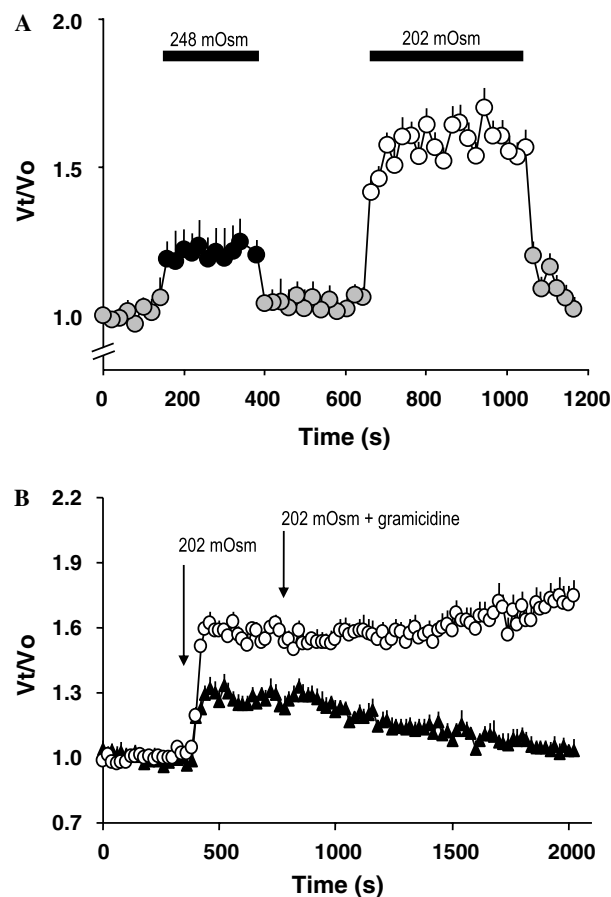 A
2.0
248 mOsm
202 mOsm
Vt/Vo
1.5
1.0
0
200
400
600
800
1000
1200
Time (s)
B
2.2
202 mOsm + gramicidine
202 mOsm
1.9
Vt/Vo
1.6
1.3
1.0
0.7
0
500
1000
1500
2000
Time (s)